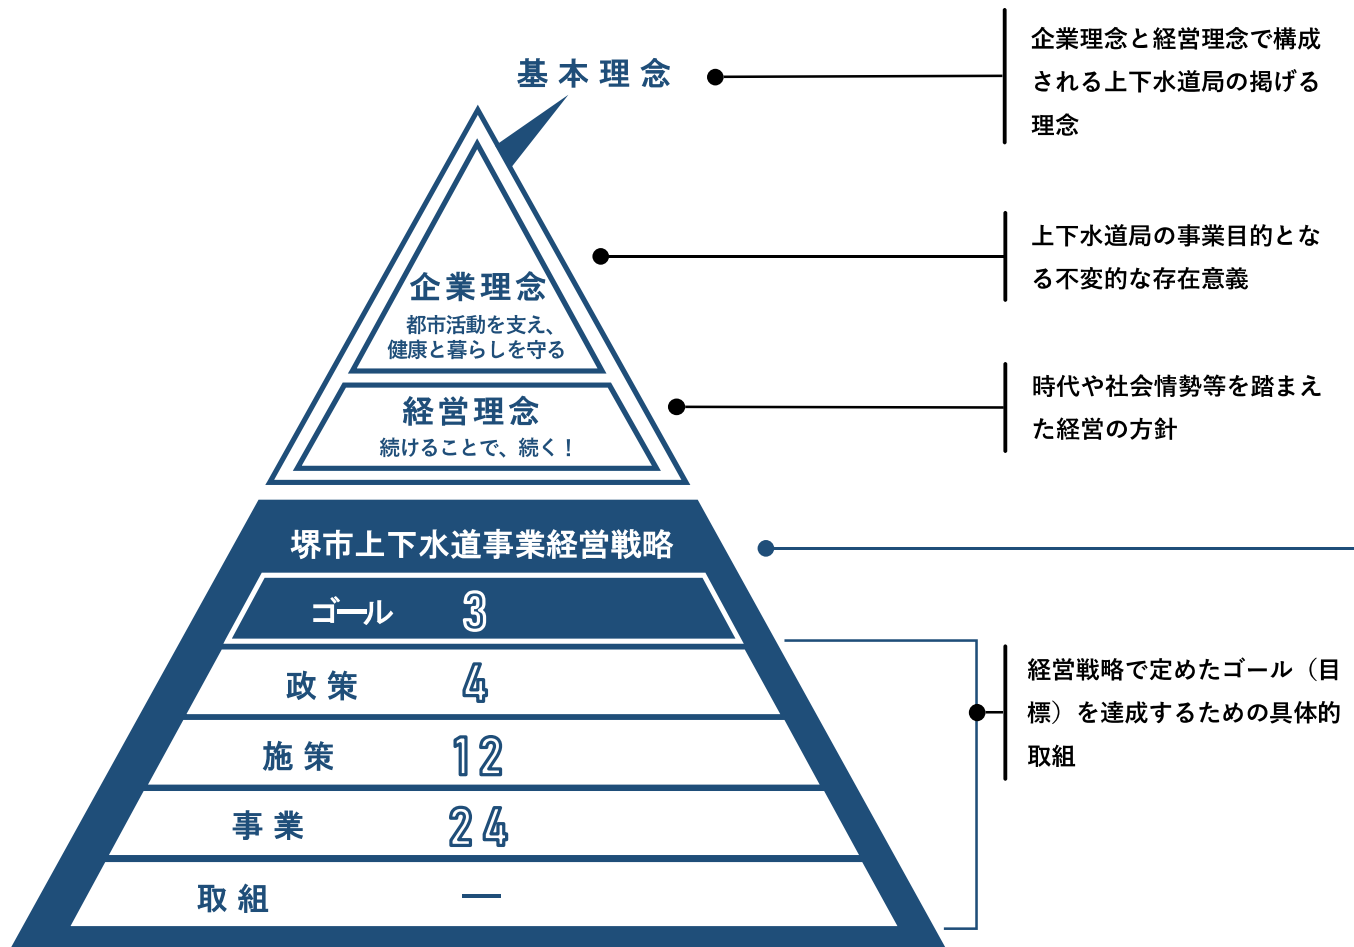 基本理念
企業理念と経営理念で構成
される上下水道局の掲げる
理念
企業理念
都市活動を支え、
健康と暮らしを守る
上下水道局の事業目的とな
る不変的な存在意義
経営理念
続けることで、続く！
時代や社会情勢等を踏まえ
た経営の方針
堺市上下水道事業経営戦略
ゴール 3
政策 4
施策 12
事業 24
取組 —
経営戦略で定めたゴール（目
標）を達成するための具体的
取組